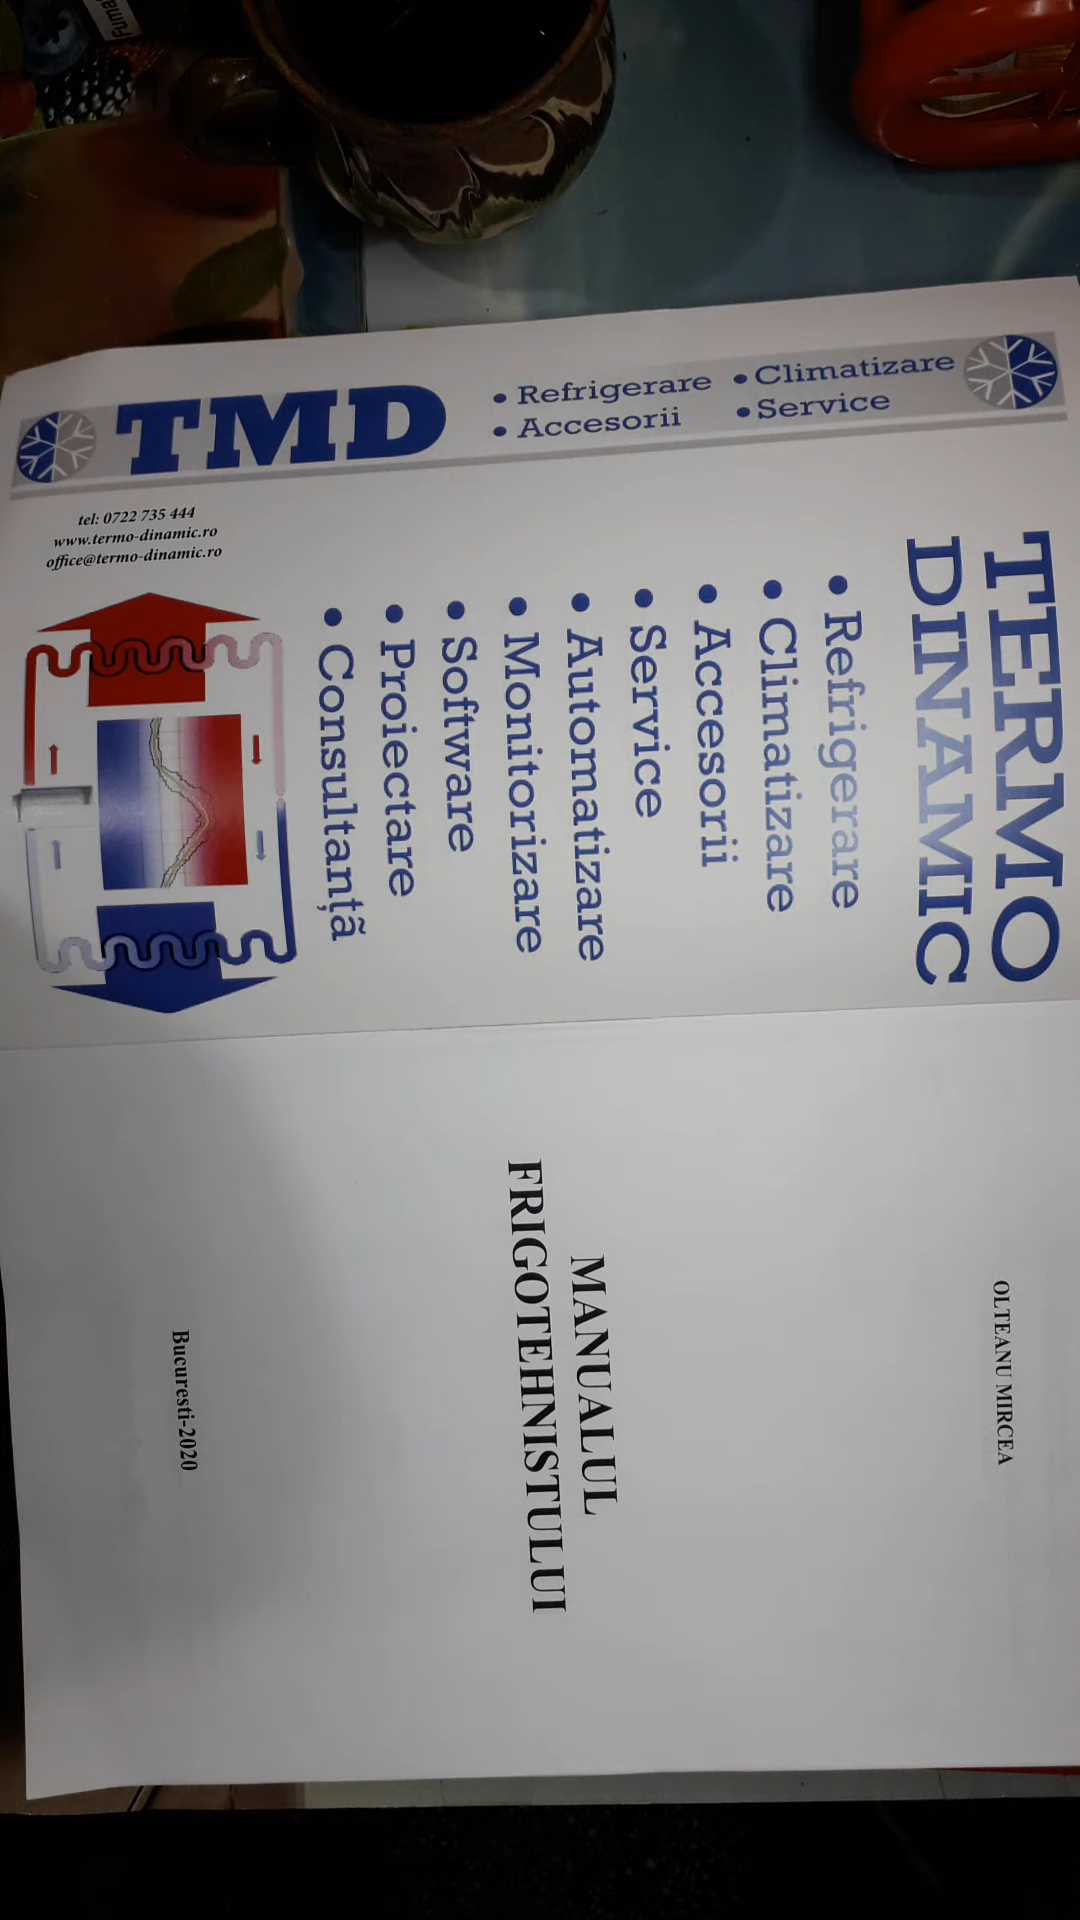 TERMO
DINAMIC
• Refrigerare
• Climatizare
• Accesorii
• Service
• Automatizare
• Monitorizare
• Software
• Proiectare
• Consultanță
TMD
• Refrigerare
• Accesorii
• Climatizare
• Service
tel: 0722 735 444
www.termo-dinamic.ro
office@termo-dinamic.ro
OLTEANU MIRCEA
MANUALUL
FRIGOTEHNISTULUI
Bucuresti-2020